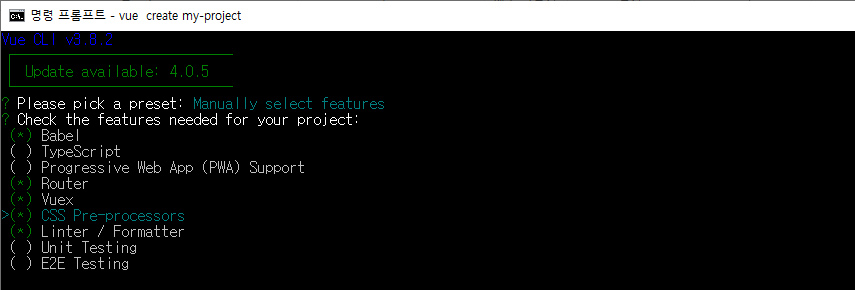 명령 프롬프트 - vue  create my-project
Vue CLI v3.8.2
Update available: 4.0.5
? Please pick a preset: Manually select features
? Check the features needed for your project:
(*) Babel
( ) TypeScript
( ) Progressive Web App (PWA) Support
(*) Router
(*) Vuex
>(*) CSS Pre-processors
(*) Linter / Formatter
( ) Unit Testing
( ) E2E Testing